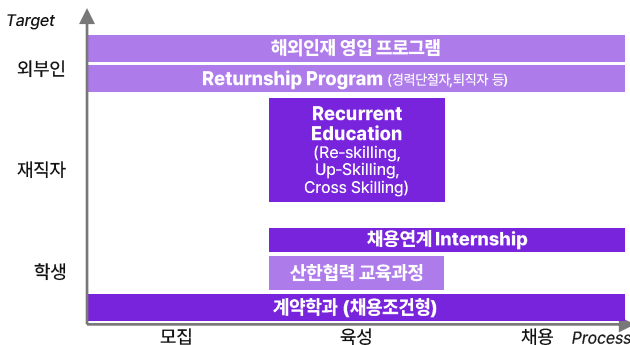 Target
해외인재 영입 프로그램
외부인
Returnship Program (경력단절자,퇴직자 등)
Recurrent
Education
(Re-skilling,
Up-Skilling,
Cross Skilling)
재직자
채용연계 Internship
학생
산한협력 교육과정
계약학과 (채용조건형)
모집
육성
채용
Process